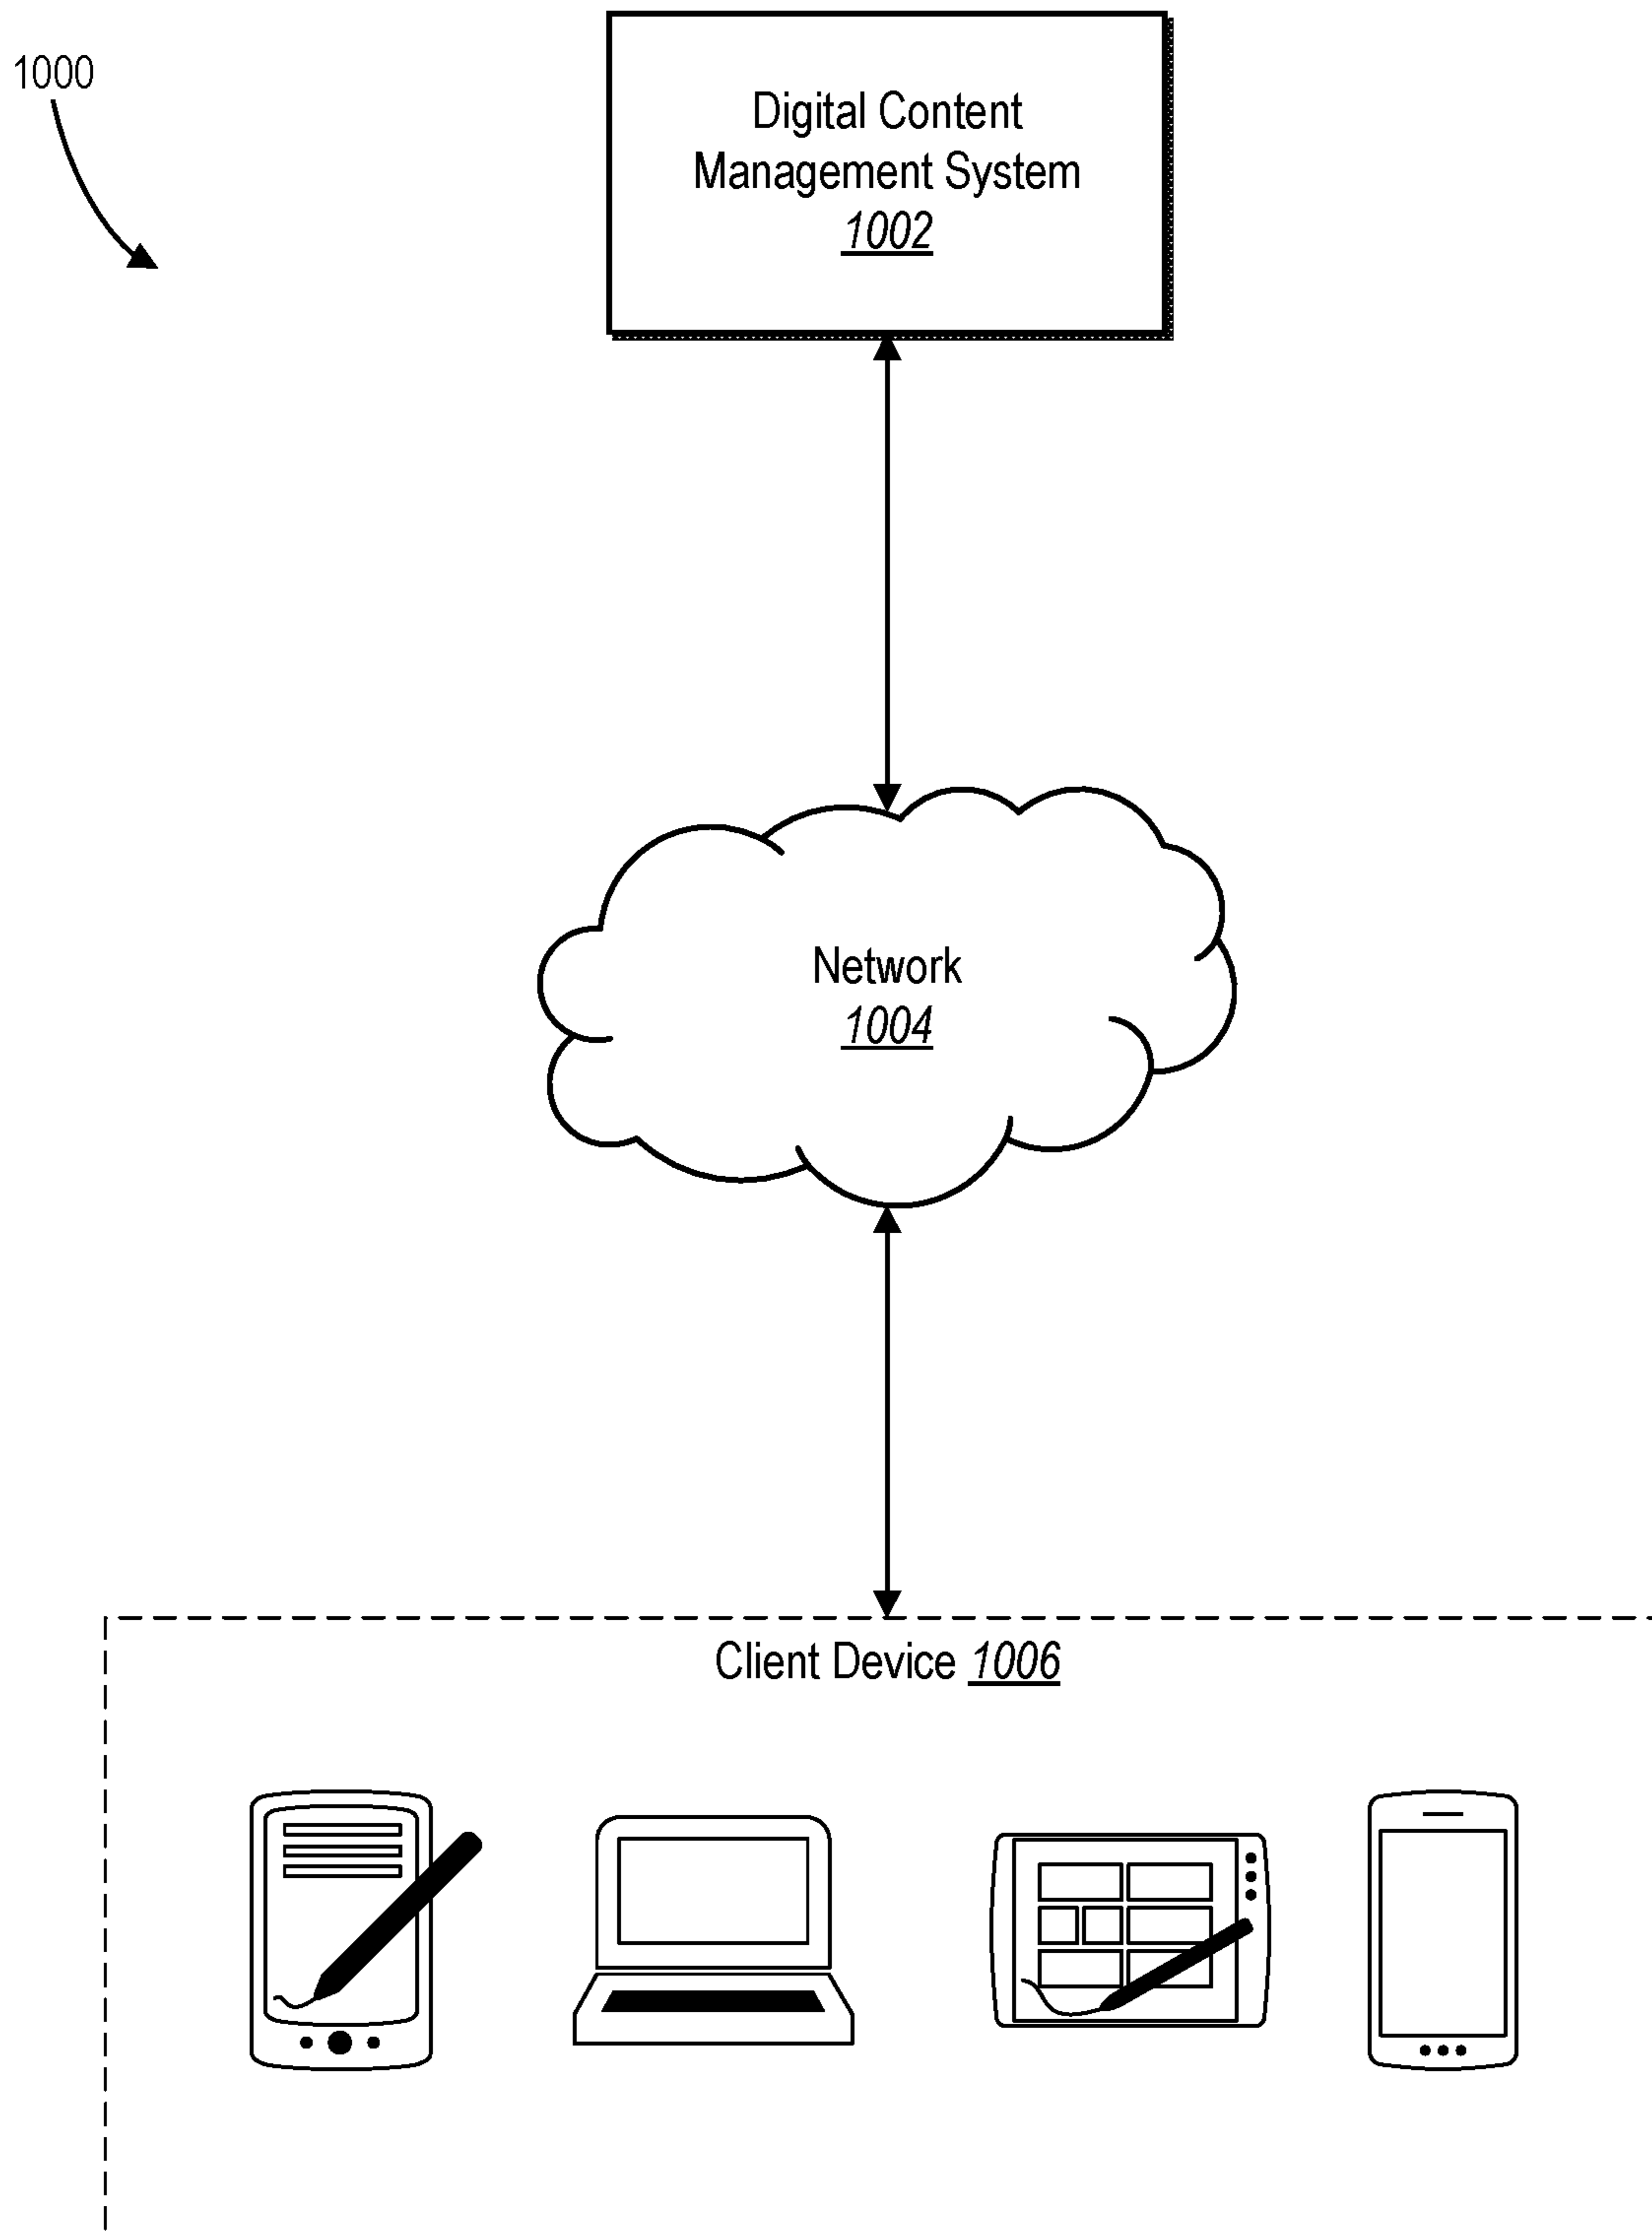 1000
Digital Content
Management System
1002
Network
1004
Client Device 1006